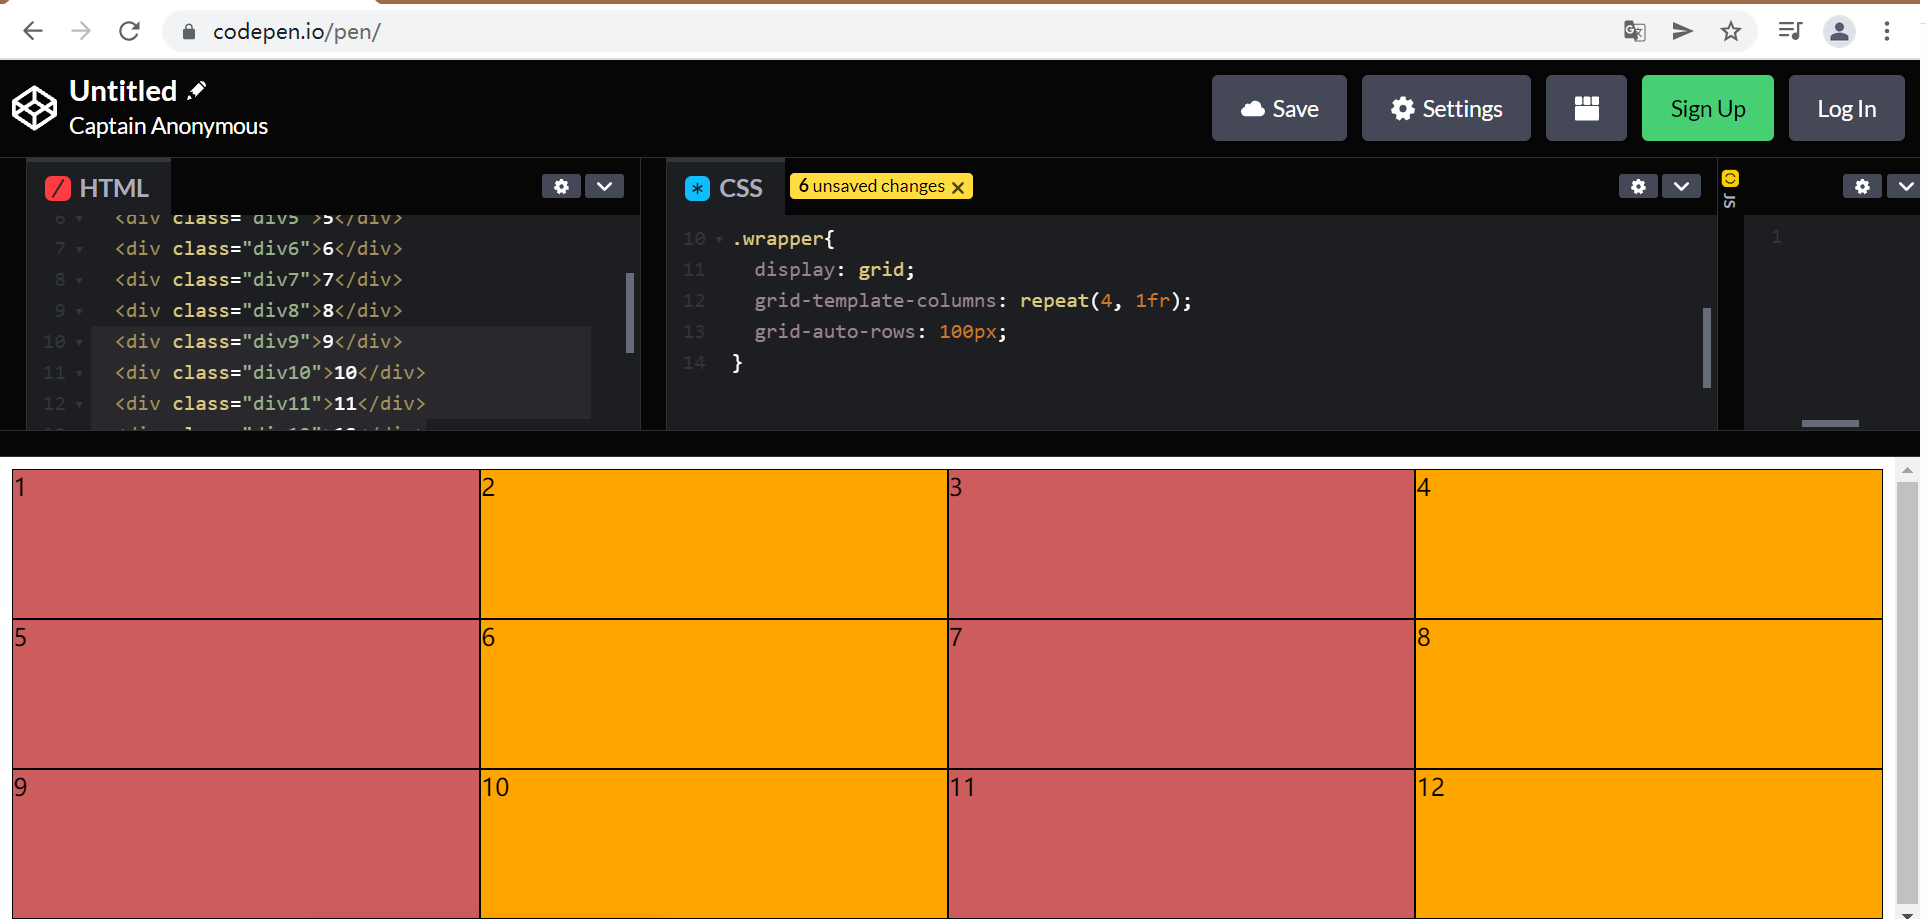 codepen.io/pen/
Untitled
Captain Anonymous
Save
Settings
Sign Up
Log In
HTML
6 <div class="div5">5</div>
7 <div class="div6">6</div>
8 <div class="div7">7</div>
9 <div class="div8">8</div>
10 <div class="div9">9</div>
11 <div class="div10">10</div>
12 <div class="div11">11</div>
CSS
6 unsaved changes
10 .wrapper{
11 display: grid;
12 grid-template-columns: repeat(4, 1fr);
13 grid-auto-rows: 100px;
14 }
JS
1
1 2 3 4
5 6 7 8
9 10 11 12